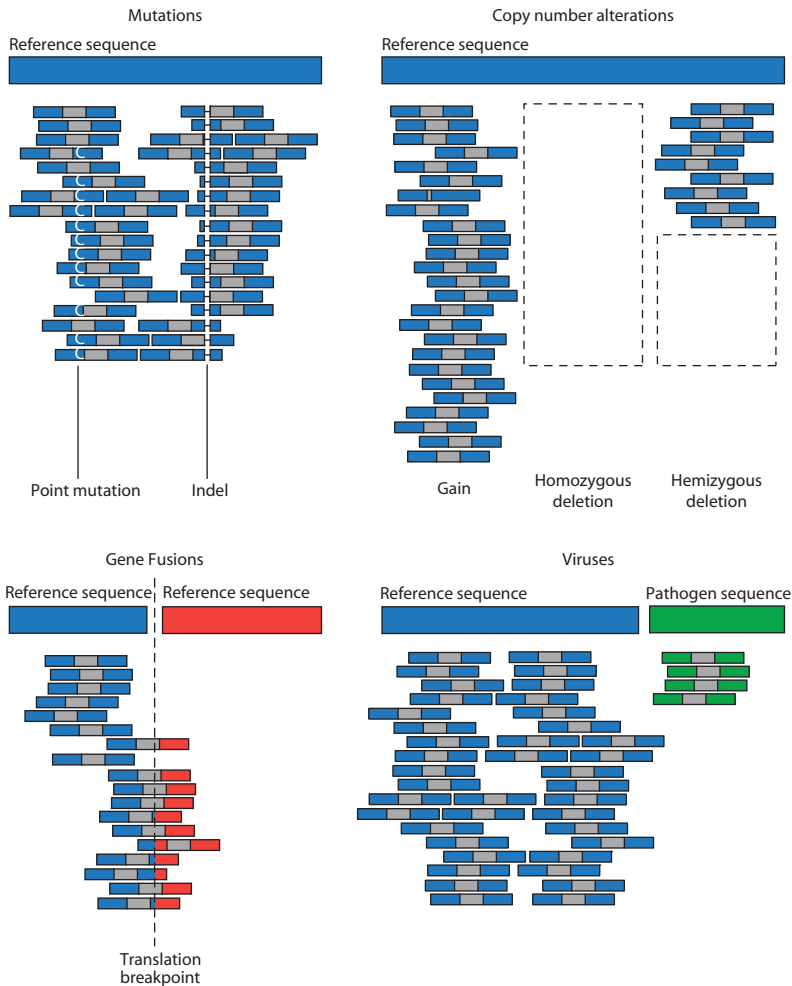 Mutations
Reference sequence
Point mutation
Indel
Copy number alterations
Reference sequence
Gain
Homozygous
deletion
Hemizygous
deletion
Gene Fusions
Reference sequence
Reference sequence
Translation
breakpoint
Viruses
Reference sequence
Pathogen sequence